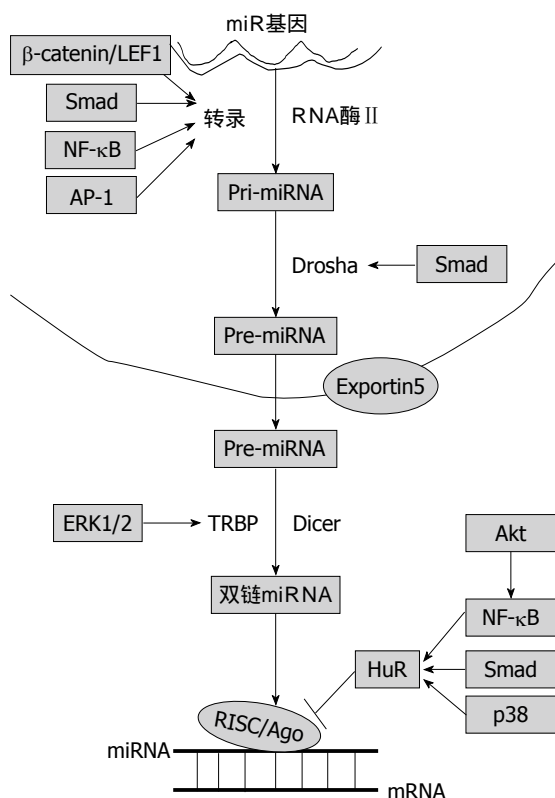 miR基因
β-catenin/LEF1
Smad
转录
RNA酶Ⅱ
NF-κB
AP-1
Pri-miRNA
Drosha
Smad
Pre-miRNA
Exportin5
Pre-miRNA
ERK1/2
TRBP
Dicer
Akt
双链miRNA
NF-κB
HuR
Smad
p38
RISC/Ago
miRNA
mRNA